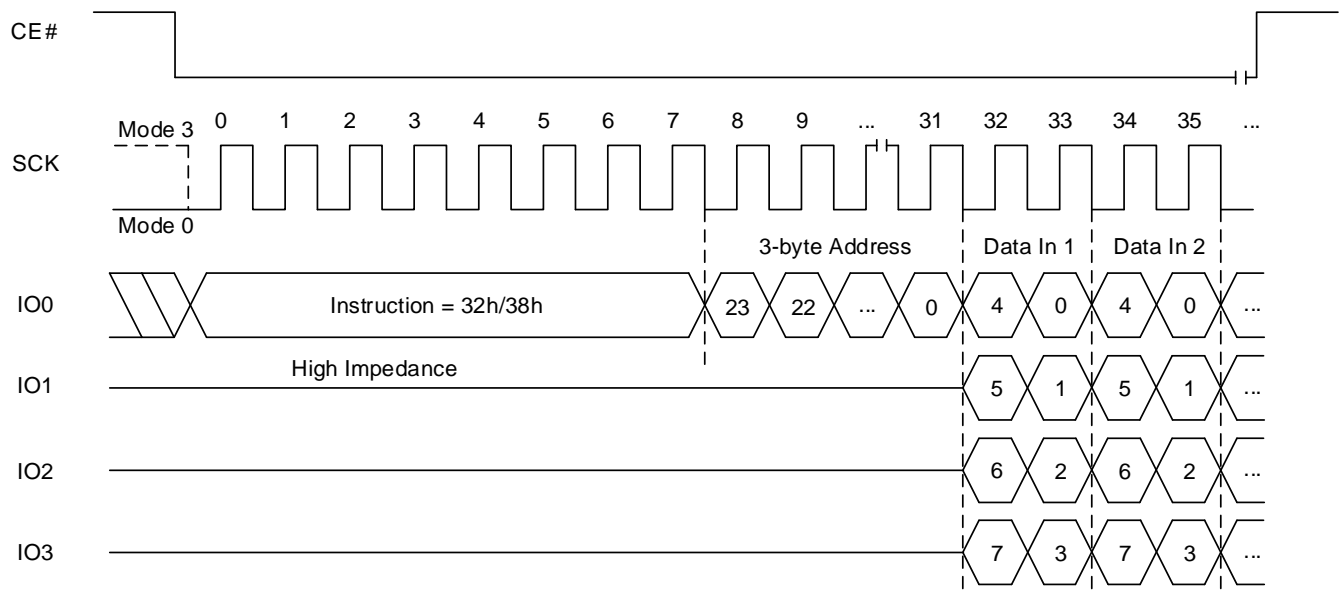 CE#
Mode 3 0 1 2 3 4 5 6 7 8 9 ... 31 32 33 34 35 ...
SCK
Mode 0
3-byte Address Data In 1 Data In 2
IO0 Instruction = 32h/38h 23 22 ... 0 4 0 4 0 ...
High Impedance
IO1 5 1 5 1 ...
IO2 6 2 6 2 ...
IO3 7 3 7 3 ...